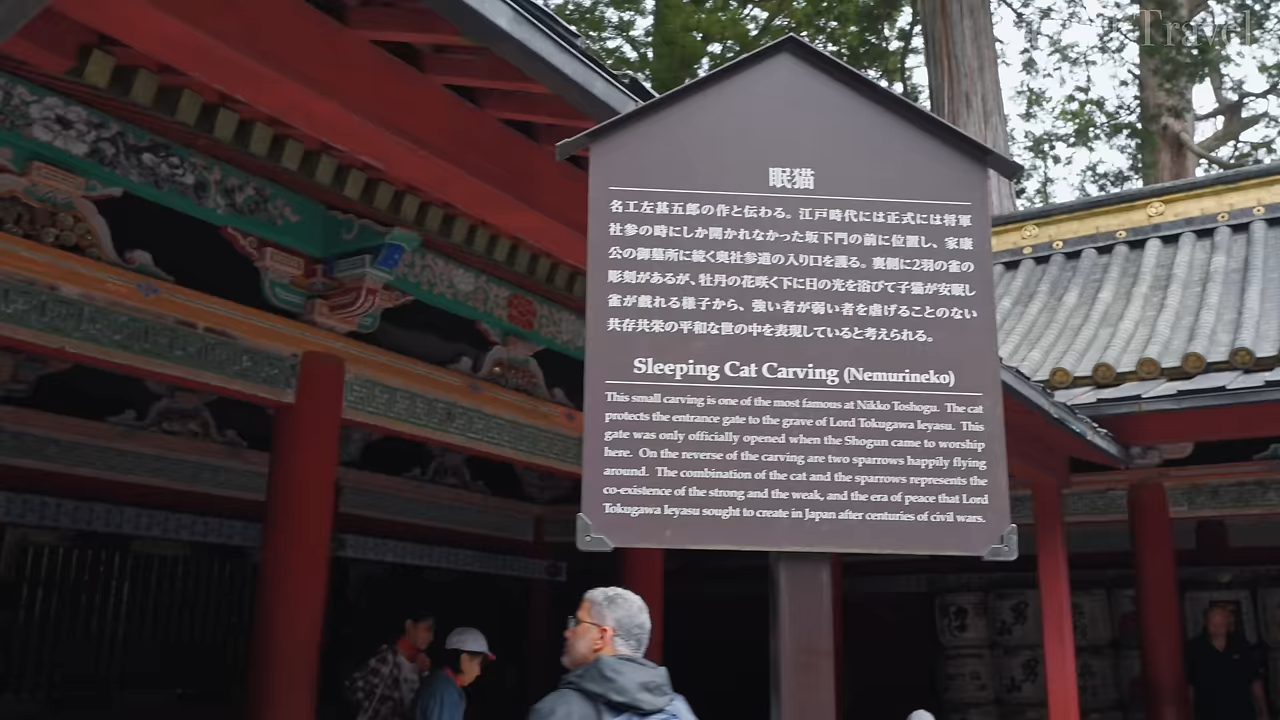 Travel
眠猫
名工左甚五郎の作と伝わる。江戸時代には正式には将軍
社参の時にしか開かれなかった坂下門の前に位置し、家康
公の御墓所に続く奥社参道の入り口を護る。裏側に2羽の雀の
彫刻があるが、牡丹の花咲く下に日の光を浴びて子猫が安眠し
雀が戯れる様子から、強い者が弱い者を虐げることのない
共存共栄の平和な世の中を表現していると考えられる。
Sleeping Cat Carving (Nemurineko)
This small carving is one of the most famous at Nikko Toshogu. The cat
protects the entrance gate to the grave of Lord Tokugawa Ieyasu. This
gate was only officially opened when the Shogun came to worship
here. On the reverse of the carving are two sparrows happily flying
around. The combination of the cat and the sparrows represents the
co-existence of the strong and the weak, and the era of peace that Lord
Tokugawa Ieyasu sought to create in Japan after centuries of civil wars.